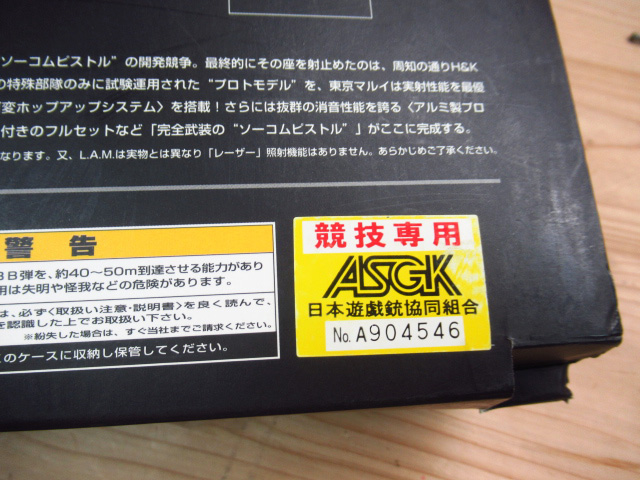 "ソーコムピストル"の開発競争。最終的にその座を射止めたのは、周知の通りH&K
の特殊部隊のみに試験運用された"プロトモデル"を、東京マルイは実射性能を最優
変ホップアップシステム〉を搭載!さらには抜群の消音性能を誇る〈アルミ製プロ
付きのフルセットなど「完全武装の"ソーコムピストル"」がここに完成する。
なります。又、L.A.M.は実物とは異なり「レーザー」照射機能はありません。あらかじめご了承ください。
警告
BB弾を、約40〜50m到達させる能力があり
用は失明や怪我などの危険があります。
は、必ず〈取扱い注意・説明書〉を良く読んで、
を認識した上でお取扱い下さい。
※紛失した場合は、すぐ当社までご請求ください。
このケースに収納し保管してください。
競技専用
ASGK
日本遊戯銃協同組合
No. A904546